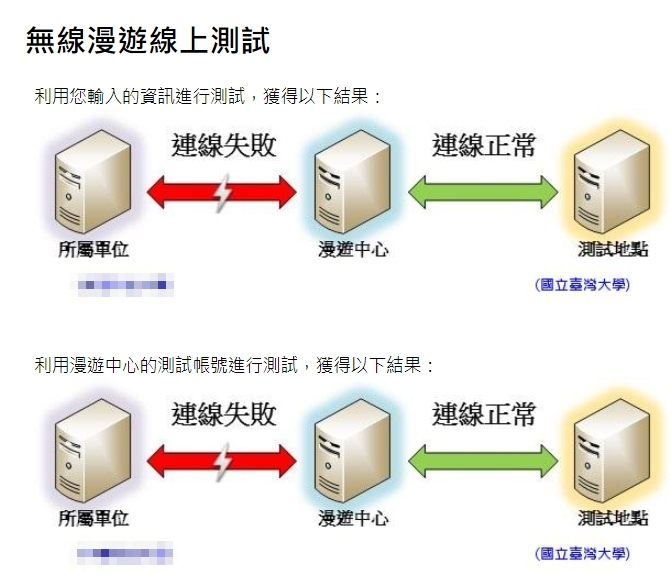 無線漫遊線上測試
利用您輸入的資訊進行測試，獲得以下結果：
連線失敗 連線正常
所屬單位 漫遊中心 測試地點
(國立臺灣大學)
利用漫遊中心的測試帳號進行測試，獲得以下結果：
連線失敗 連線正常
所屬單位 漫遊中心 測試地點
(國立臺灣大學)